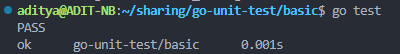 aditya@ADIT-NB:~/sharing/go-unit-test/basic$ go test
PASS
ok      go-unit-test/basic      0.001s